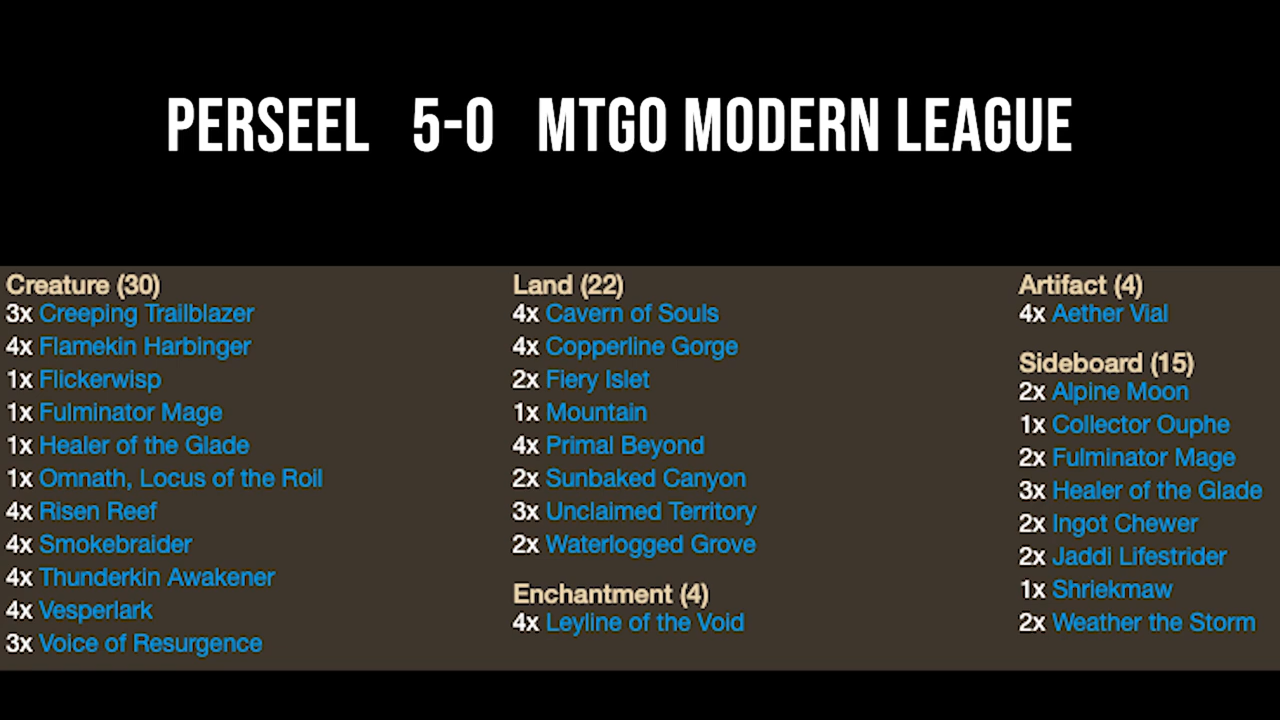 PERSEEL 5-0 MTGO MODERN LEAGUE
Creature (30)
3x Creeping Trailblazer
4x Flamekin Harbinger
1x Flickerwisp
1x Fulminator Mage
1x Healer of the Glade
1x Omnath, Locus of the Roil
4x Risen Reef
4x Smokebraider
4x Thunderkin Awakener
4x Vesperlark
3x Voice of Resurgence
Land (22)
4x Cavern of Souls
4x Copperline Gorge
2x Fiery Islet
1x Mountain
4x Primal Beyond
2x Sunbaked Canyon
3x Unclaimed Territory
2x Waterlogged Grove
Enchantment (4)
4x Leyline of the Void
Artifact (4)
4x Aether Vial
Sideboard (15)
2x Alpine Moon
1x Collector Ouphe
2x Fulminator Mage
3x Healer of the Glade
2x Ingot Chewer
2x Jaddi Lifestrider
1x Shriekmaw
2x Weather the Storm